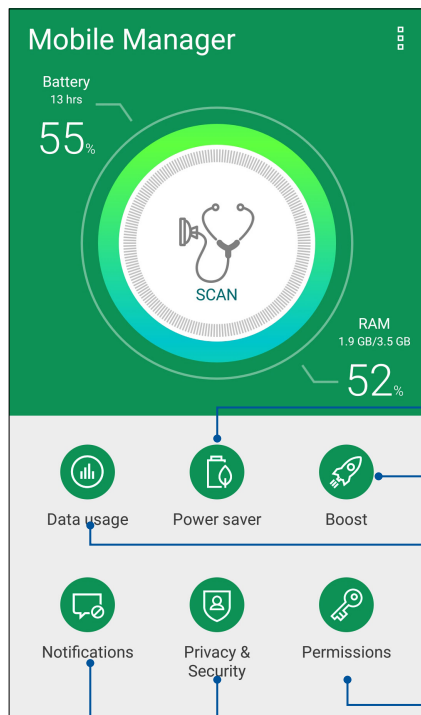 Mobile Manager
Battery
13 hrs
55%
SCAN
RAM
1.9 GB/3.5 GB
52%
Data usage
Power saver
Boost
Notifications
Privacy &
Security
Permissions